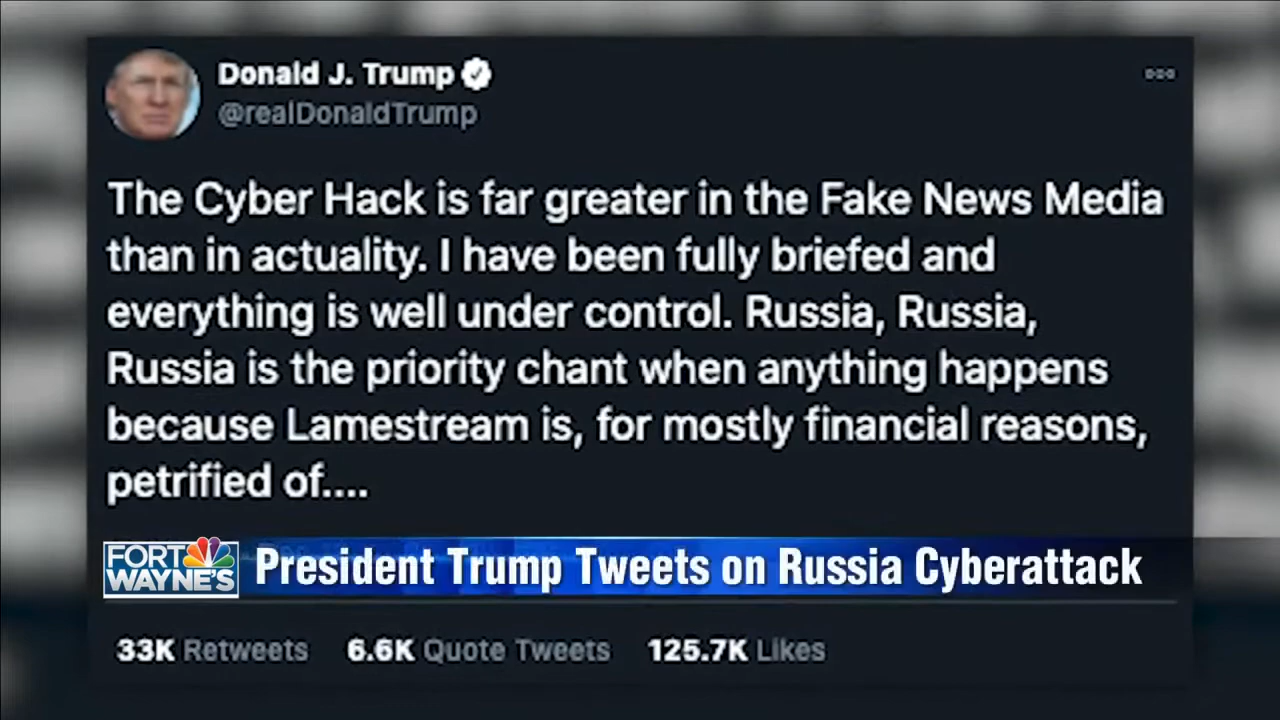 Donald J. Trump
@realDonaldTrump
The Cyber Hack is far greater in the Fake News Media
than in actuality. I have been fully briefed and
everything is well under control. Russia, Russia,
Russia is the priority chant when anything happens
because Lamestream is, for mostly financial reasons,
petrified of....
FORT
WAYNE'S
President Trump Tweets on Russia Cyberattack
33K Retweets 6.6K Quote Tweets 125.7K Likes